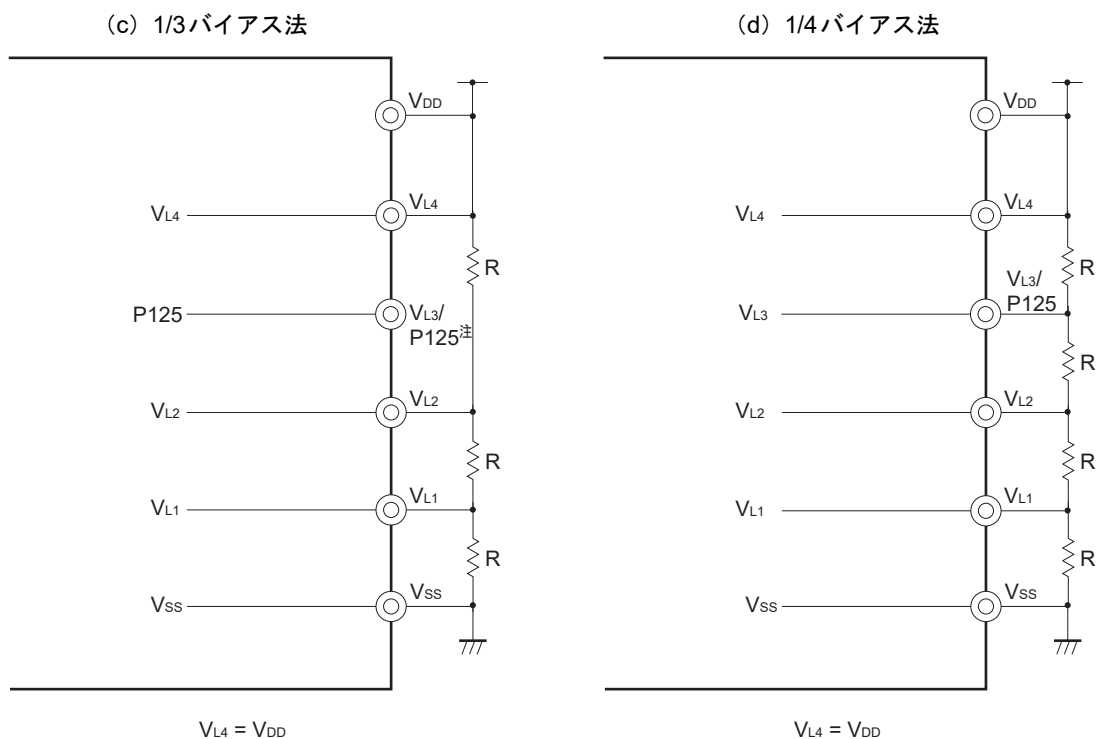 (c) 1/3バイアス法
VDD
VL4
VL4
R
P125
VL3/
P125注
VL2
VL2
R
VL1
VL1
R
VSS
VSS
VL4 = VDD
(d) 1/4バイアス法
VDD
VL4
VL4
R
VL3
VL3/
P125
R
VL2
VL2
R
VL1
VL1
R
VSS
VSS
VL4 = VDD